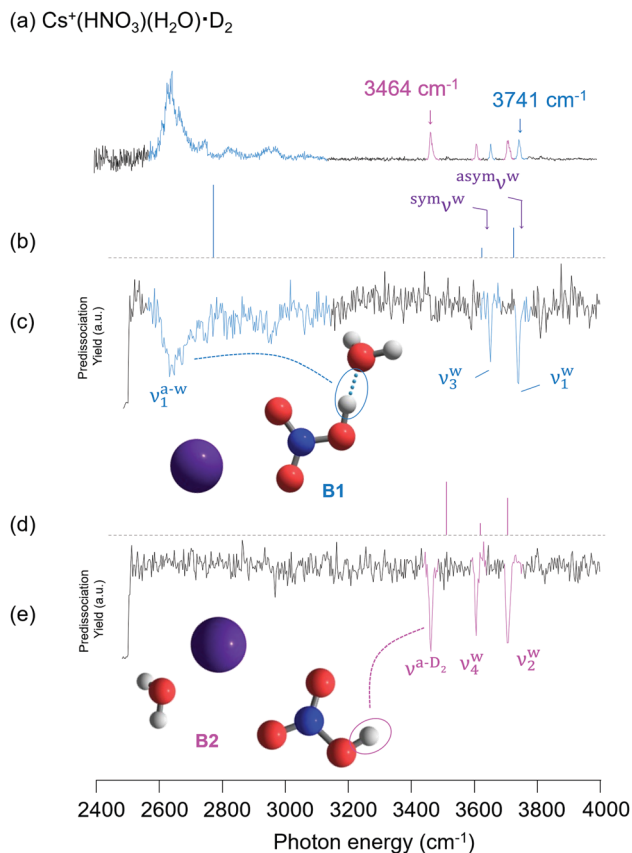 (a) Cs⁺(HNO₃)(H₂O)·D₂
3464 cm⁻¹
3741 cm⁻¹
asymνʷ
symνʷ
(b)
(c)
Predissociation
Yield (a.u.)
ν₁ᵃ⁻ʷ
ν₃ʷ
ν₁ʷ
B1
(d)
(e)
Predissociation
Yield (a.u.)
νᵃ⁻ᴰ₂
ν₄ʷ
ν₂ʷ
B2
2400 2600 2800 3000 3200 3400 3600 3800 4000
Photon energy (cm⁻¹)